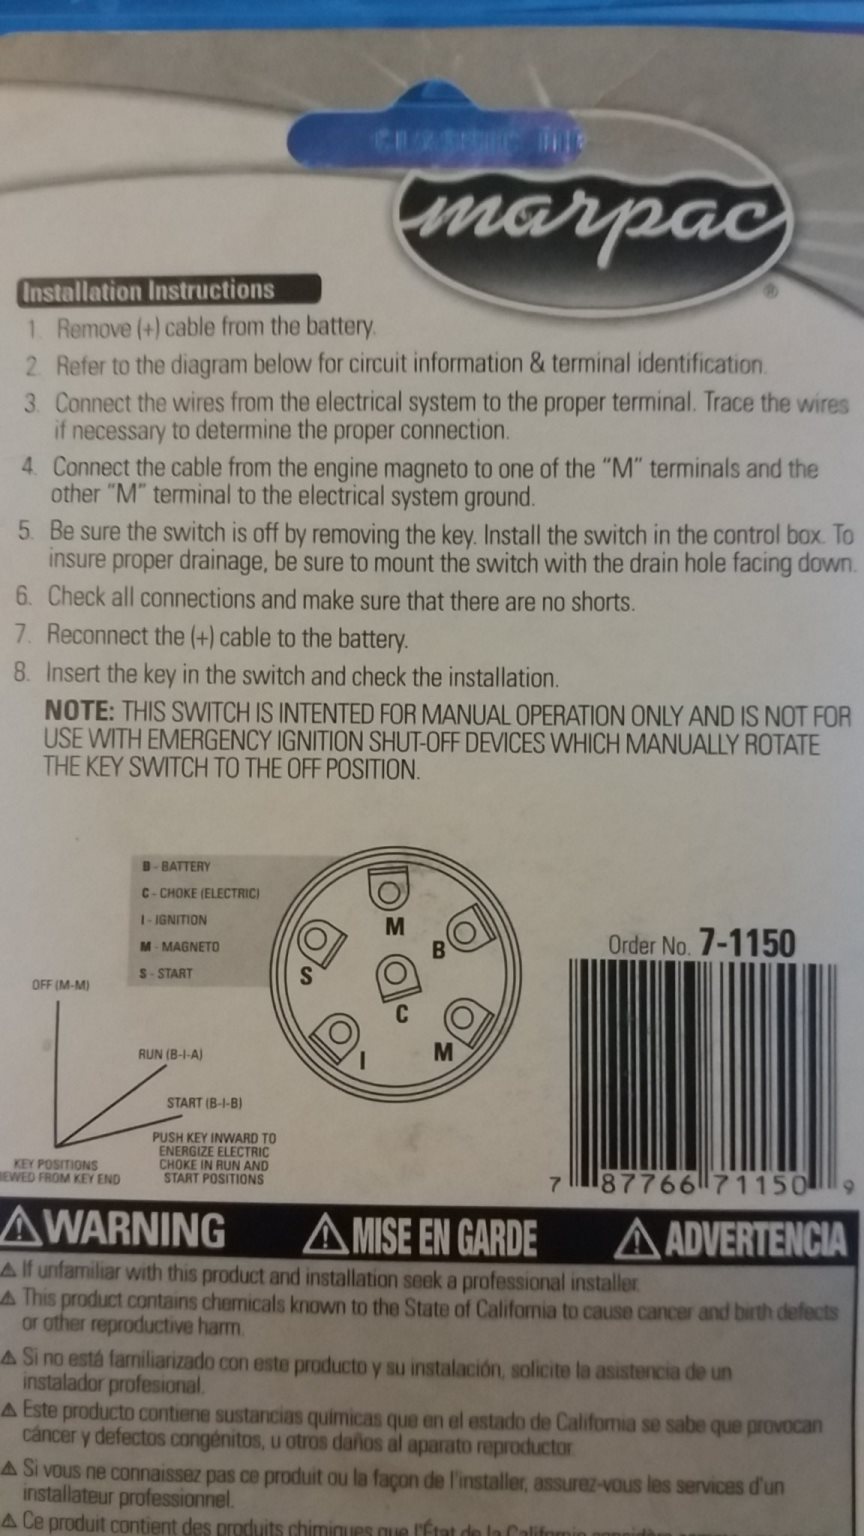 marpac
®
Installation Instructions
1. Remove (+) cable from the battery.
2. Refer to the diagram below for circuit information & terminal identification.
3. Connect the wires from the electrical system to the proper terminal. Trace the wires
if necessary to determine the proper connection.
4. Connect the cable from the engine magneto to one of the "M" terminals and the
other "M" terminal to the electrical system ground.
5. Be sure the switch is off by removing the key. Install the switch in the control box. To
insure proper drainage, be sure to mount the switch with the drain hole facing down.
6. Check all connections and make sure that there are no shorts.
7. Reconnect the (+) cable to the battery.
8. Insert the key in the switch and check the installation.
NOTE: THIS SWITCH IS INTENTED FOR MANUAL OPERATION ONLY AND IS NOT FOR
USE WITH EMERGENCY IGNITION SHUT-OFF DEVICES WHICH MANUALLY ROTATE
THE KEY SWITCH TO THE OFF POSITION.
B - BATTERY
C - CHOKE (ELECTRIC)
I - IGNITION
M - MAGNETO
S - START
M
B
S
C
I
M
OFF (M-M)
RUN (B-I-A)
START (B-I-B)
PUSH KEY INWARD TO
ENERGIZE ELECTRIC
CHOKE IN RUN AND
START POSITIONS
KEY POSITIONS
FROM KEY END
Order No. 7-1150
7 87766 71150 9
⚠WARNING ⚠MISE EN GARDE ⚠ADVERTENCIA
⚠ If unfamiliar with this product and installation seek a professional installer.
⚠ This product contains chemicals known to the State of California to cause cancer and birth defects
or other reproductive harm.
⚠ Si no está familiarizado con este producto y su instalación, solicite la asistencia de un
instalador profesional.
⚠ Este producto contiene sustancias químicas que en el estado de California se sabe que provocan
cáncer y defectos congénitos, u otros daños al aparato reproductor.
⚠ Si vous ne connaissez pas ce produit ou la façon de l'installer, assurez-vous les services d'un
installateur professionnel.
⚠ Ce produit contient des produits chimiques que l'État de la Californie